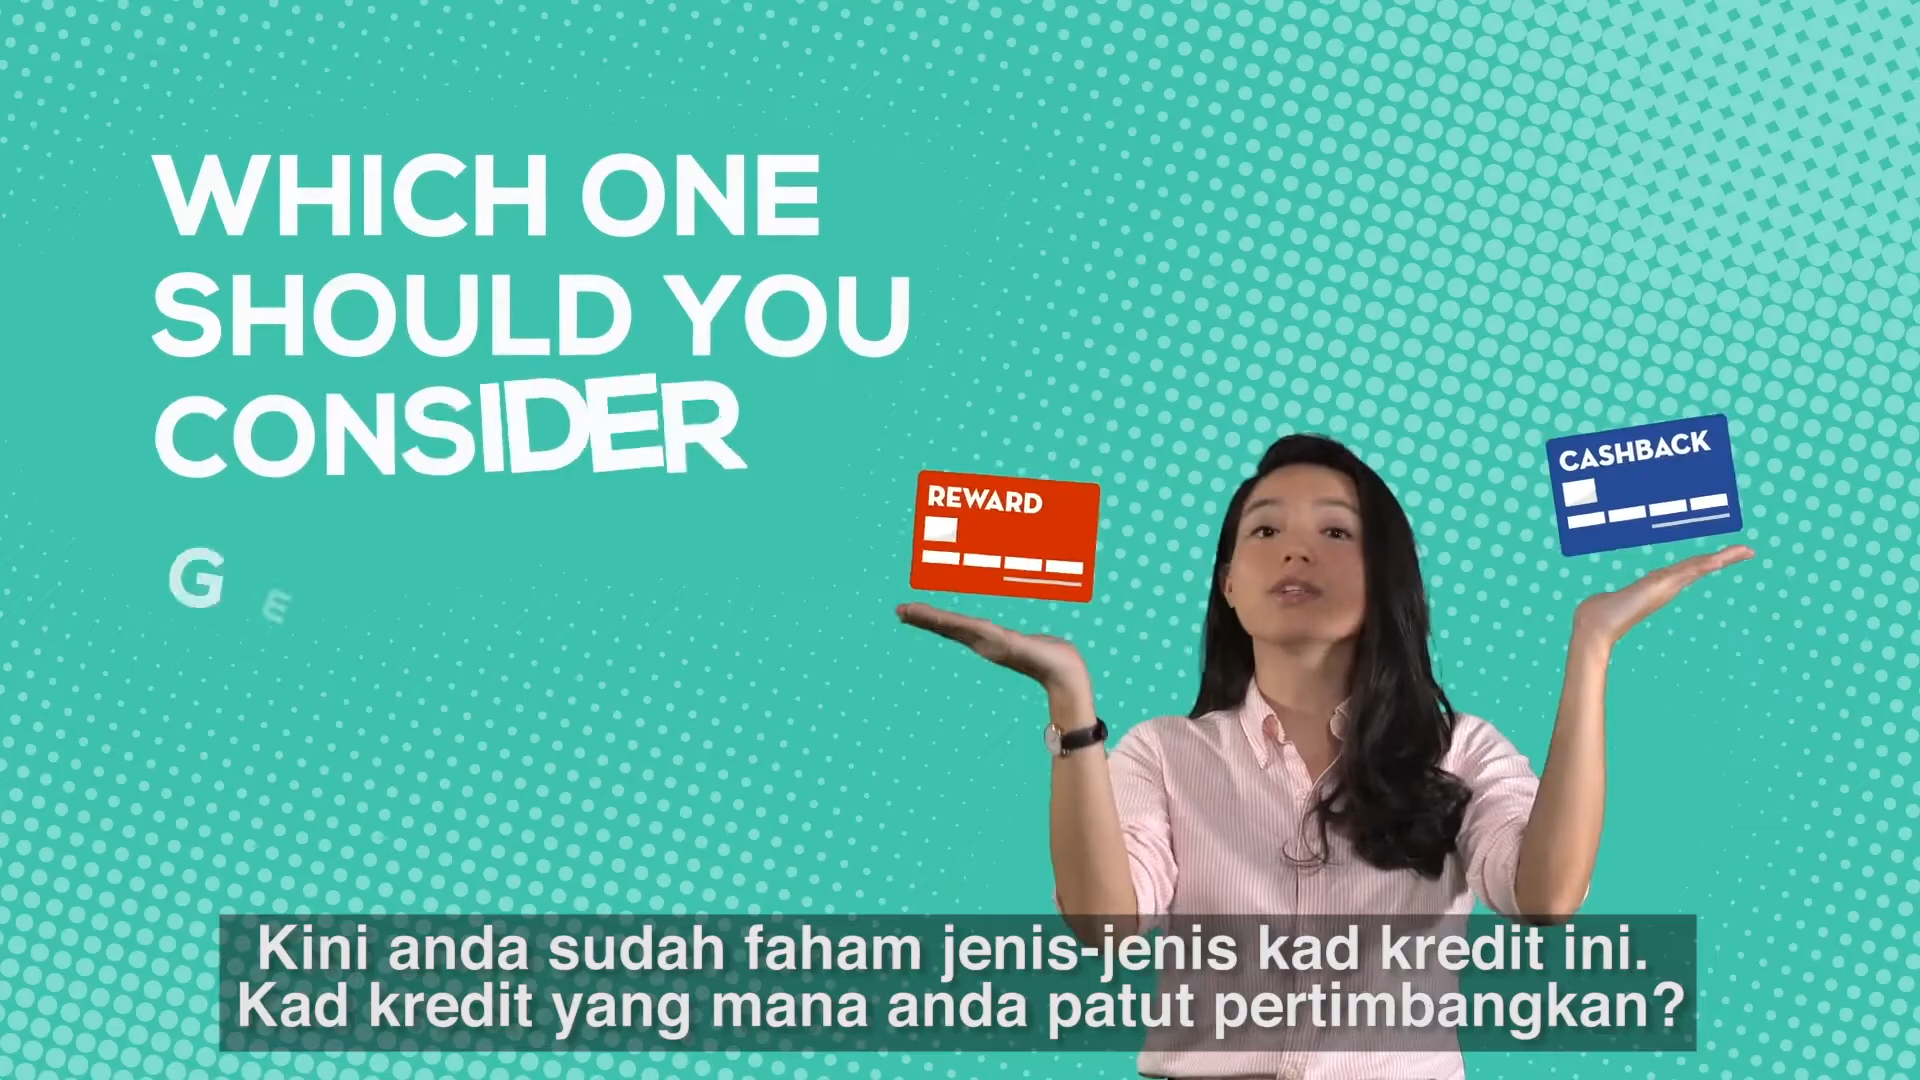 WHICH ONE
SHOULD YOU
CONSIDER
G E
REWARD
CASHBACK
Kini anda sudah faham jenis-jenis kad kredit ini.
Kad kredit yang mana anda patut pertimbangkan?